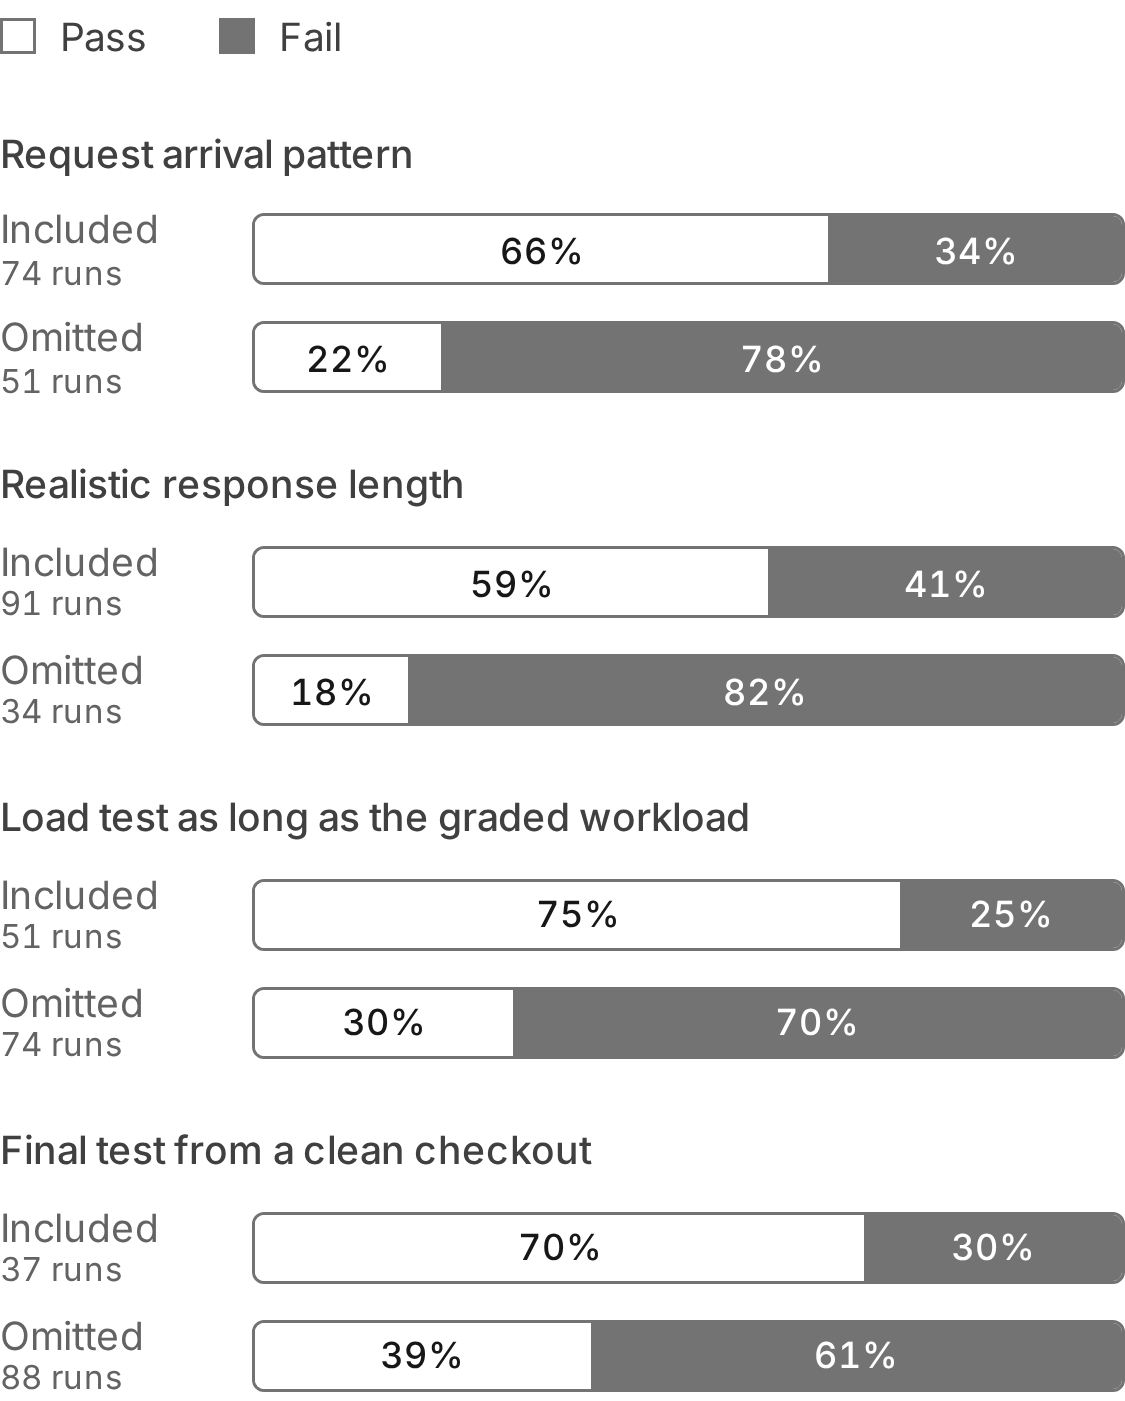 Pass Fail
Request arrival pattern
Included
74 runs
66% 34%
Omitted
51 runs
22% 78%
Realistic response length
Included
91 runs
59% 41%
Omitted
34 runs
18% 82%
Load test as long as the graded workload
Included
51 runs
75% 25%
Omitted
74 runs
30% 70%
Final test from a clean checkout
Included
37 runs
70% 30%
Omitted
88 runs
39% 61%